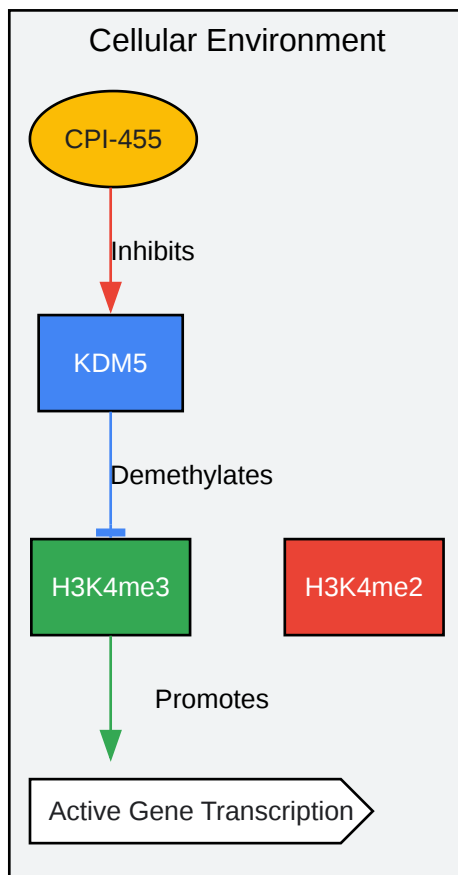 Cellular Environment
CPI-455
Inhibits
KDM5
Demethylates
H3K4me3
H3K4me2
Promotes
Active Gene Transcription